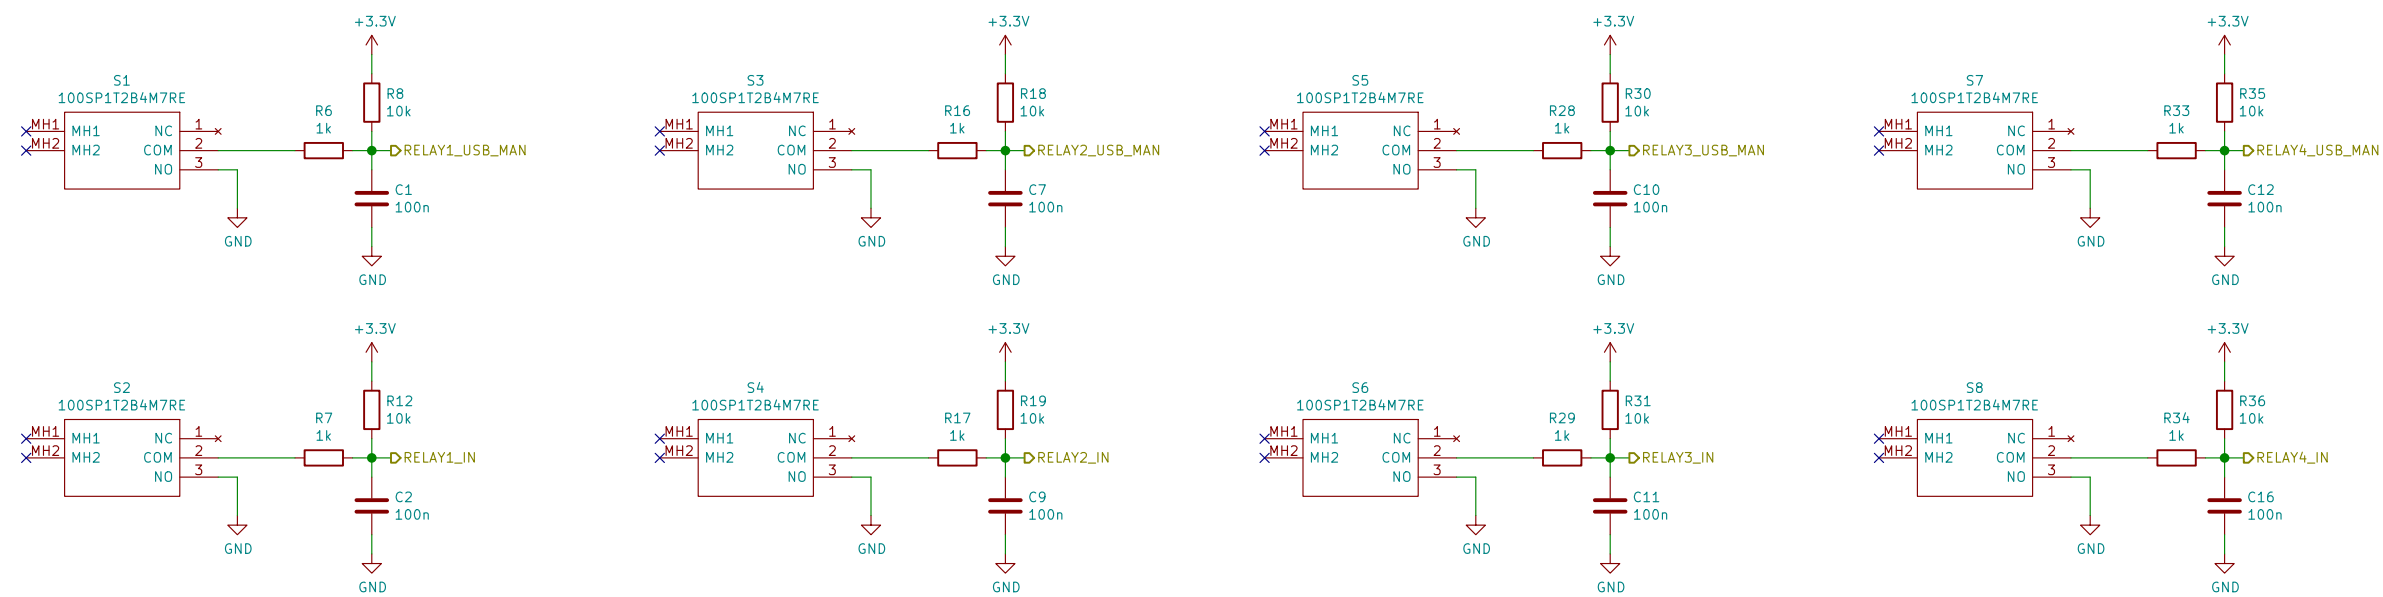 +3.3V
S1
100SP1T2B4M7RE
R8
10k
R6
1k
MH1
MH1
NC
1
MH2
MH2
COM
2
RELAY1_USB_MAN
NO
3
C1
100n
GND
GND
+3.3V
S3
100SP1T2B4M7RE
R18
10k
R16
1k
MH1
MH1
NC
1
MH2
MH2
COM
2
RELAY2_USB_MAN
NO
3
C7
100n
GND
GND
+3.3V
S5
100SP1T2B4M7RE
R30
10k
R28
1k
MH1
MH1
NC
1
MH2
MH2
COM
2
RELAY3_USB_MAN
NO
3
C10
100n
GND
GND
+3.3V
S7
100SP1T2B4M7RE
R35
10k
R33
1k
MH1
MH1
NC
1
MH2
MH2
COM
2
RELAY4_USB_MAN
NO
3
C12
100n
GND
GND
+3.3V
S2
100SP1T2B4M7RE
R12
10k
R7
1k
MH1
MH1
NC
1
MH2
MH2
COM
2
RELAY1_IN
NO
3
C2
100n
GND
GND
+3.3V
S4
100SP1T2B4M7RE
R19
10k
R17
1k
MH1
MH1
NC
1
MH2
MH2
COM
2
RELAY2_IN
NO
3
C9
100n
GND
GND
+3.3V
S6
100SP1T2B4M7RE
R31
10k
R29
1k
MH1
MH1
NC
1
MH2
MH2
COM
2
RELAY3_IN
NO
3
C11
100n
GND
GND
+3.3V
S8
100SP1T2B4M7RE
R36
10k
R34
1k
MH1
MH1
NC
1
MH2
MH2
COM
2
RELAY4_IN
NO
3
C16
100n
GND
GND